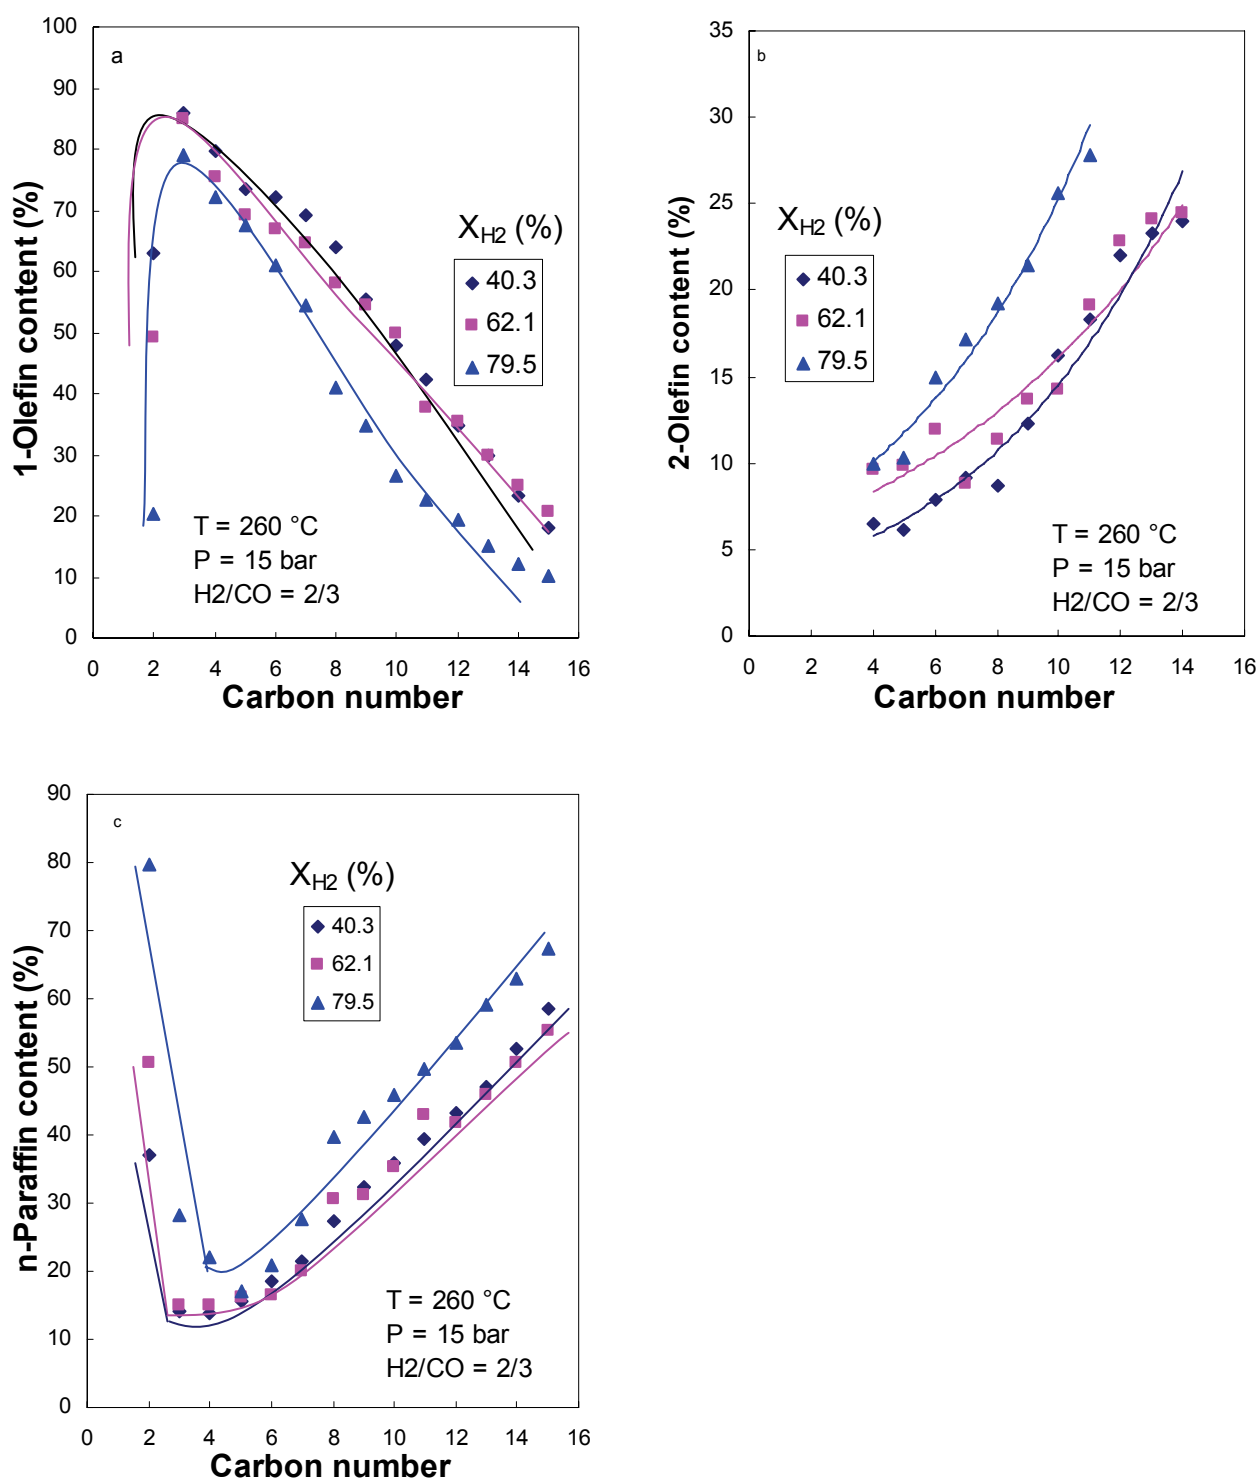 a
100
90
80
70
60
50
40
30
20
10
0
1-Olefin content (%)
X_H2 (%)
40.3
62.1
79.5
T = 260 °C
P = 15 bar
H2/CO = 2/3
0 2 4 6 8 10 12 14 16
Carbon number
b
35
30
25
20
15
10
5
0
2-Olefin content (%)
X_H2 (%)
40.3
62.1
79.5
T = 260 °C
P = 15 bar
H2/CO = 2/3
0 2 4 6 8 10 12 14 16
Carbon number
c
90
80
70
60
50
40
30
20
10
0
n-Paraffin content (%)
X_H2 (%)
40.3
62.1
79.5
T = 260 °C
P = 15 bar
H2/CO = 2/3
0 2 4 6 8 10 12 14 16
Carbon number